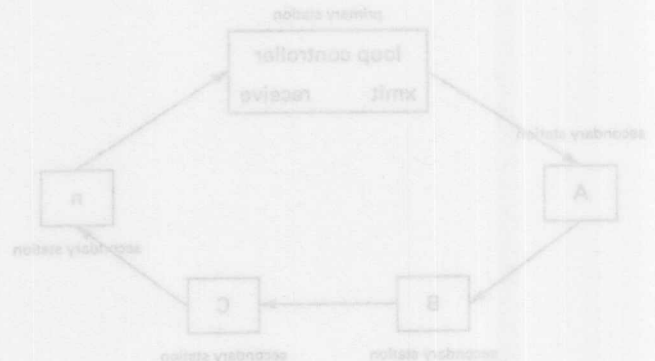 primary station
loop controller
xmit receive
secondary station
A
n
secondary station
B
C
secondary station
secondary station